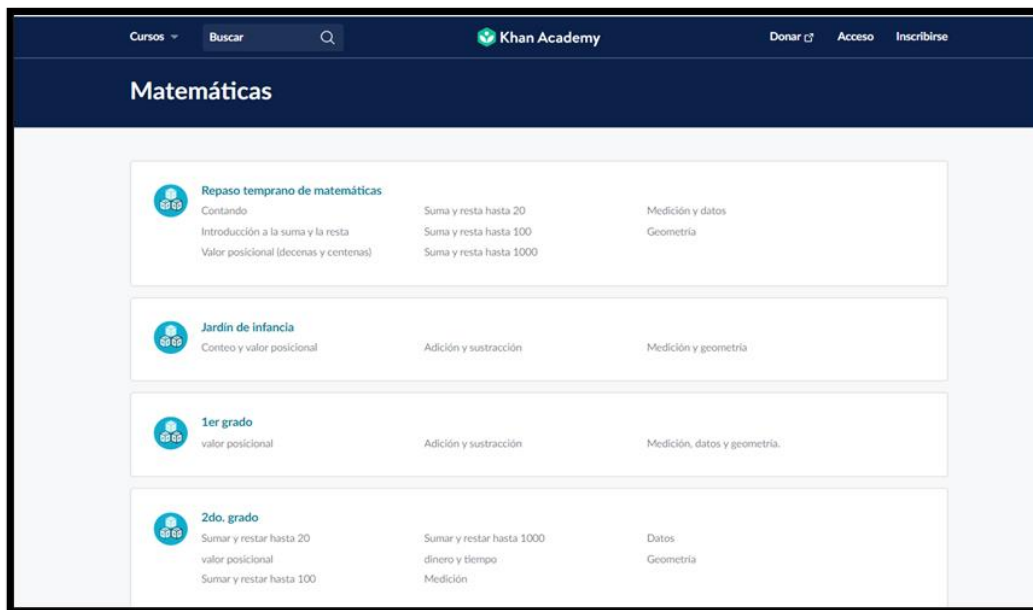 Cursos Buscar Khan Academy Donar Acceso Inscribirse
Matemáticas
Repaso temprano de matemáticas
Contando Suma y resta hasta 20 Medición y datos
Introducción a la suma y la resta Suma y resta hasta 100 Geometría
Valor posicional (decenas y centenas) Suma y resta hasta 1000
Jardín de infancia
Conteo y valor posicional Adición y sustracción Medición y geometría
1er grado
valor posicional Adición y sustracción Medición, datos y geometría.
2do. grado
Sumar y restar hasta 20 Sumar y restar hasta 1000 Datos
valor posicional dinero y tiempo Geometría
Sumar y restar hasta 100 Medición